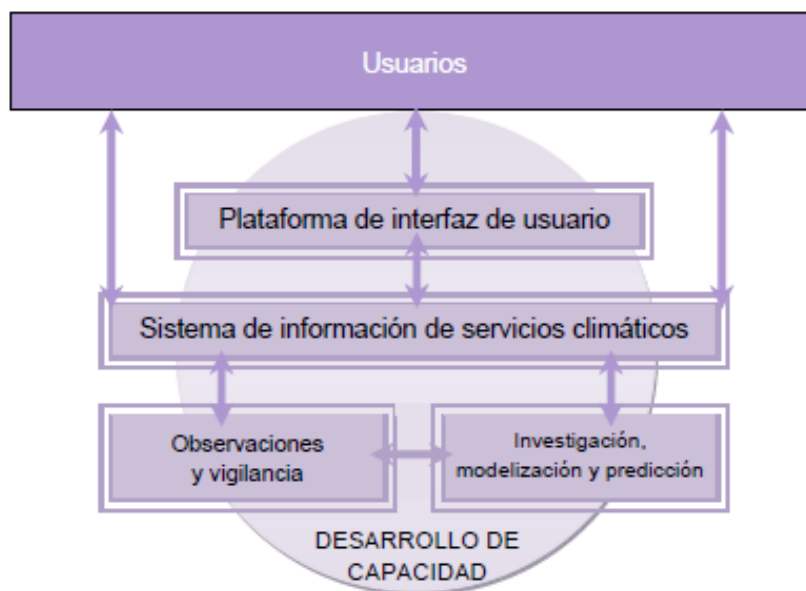 Usuarios
Plataforma de interfaz de usuario
Sistema de información de servicios climáticos
Observaciones
y vigilancia
Investigación,
modelización y predicción
DESARROLLO DE
CAPACIDAD